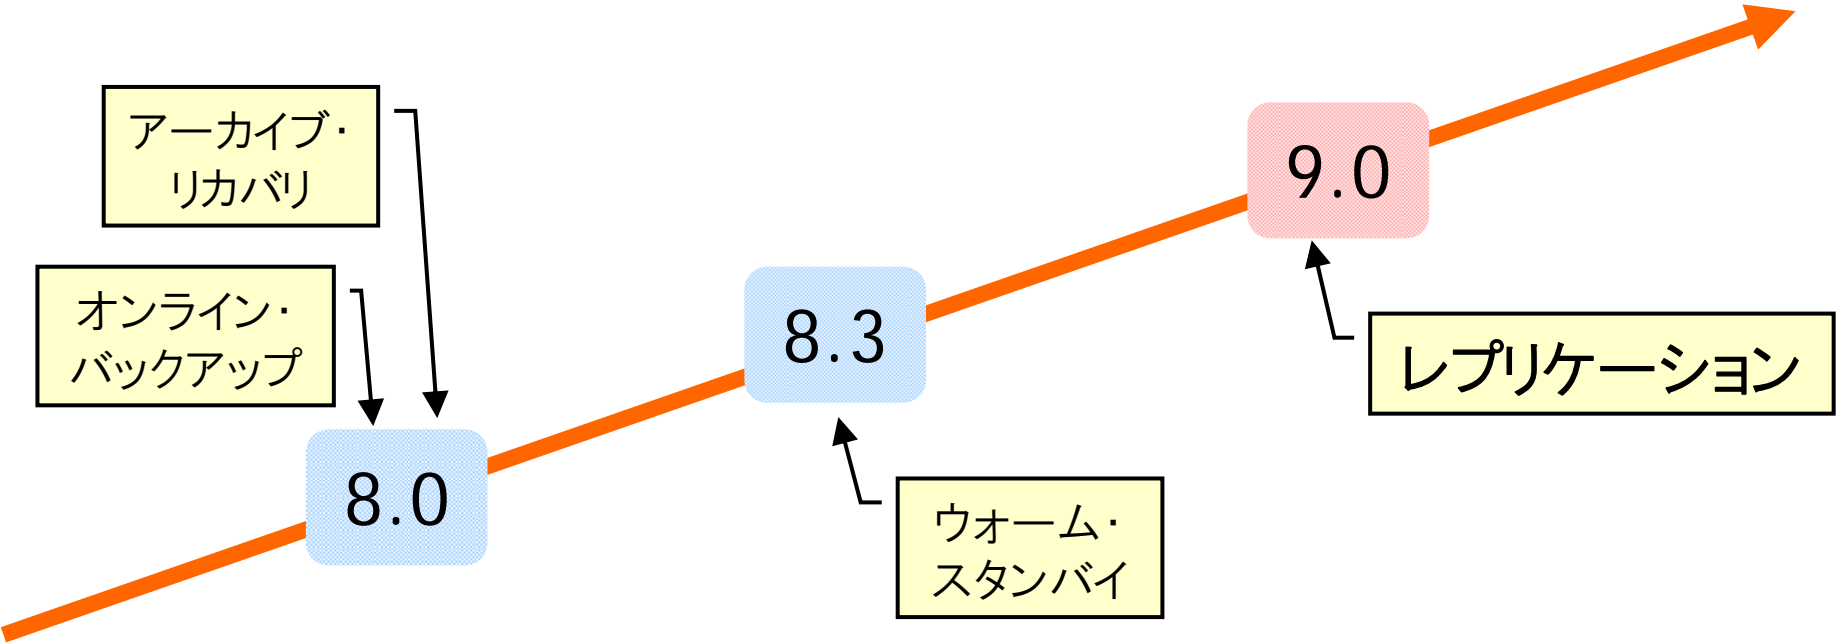 アーカイブ・
リカバリ
オンライン・
バックアップ
8.0
8.3
ウォーム・
スタンバイ
9.0
レプリケーション